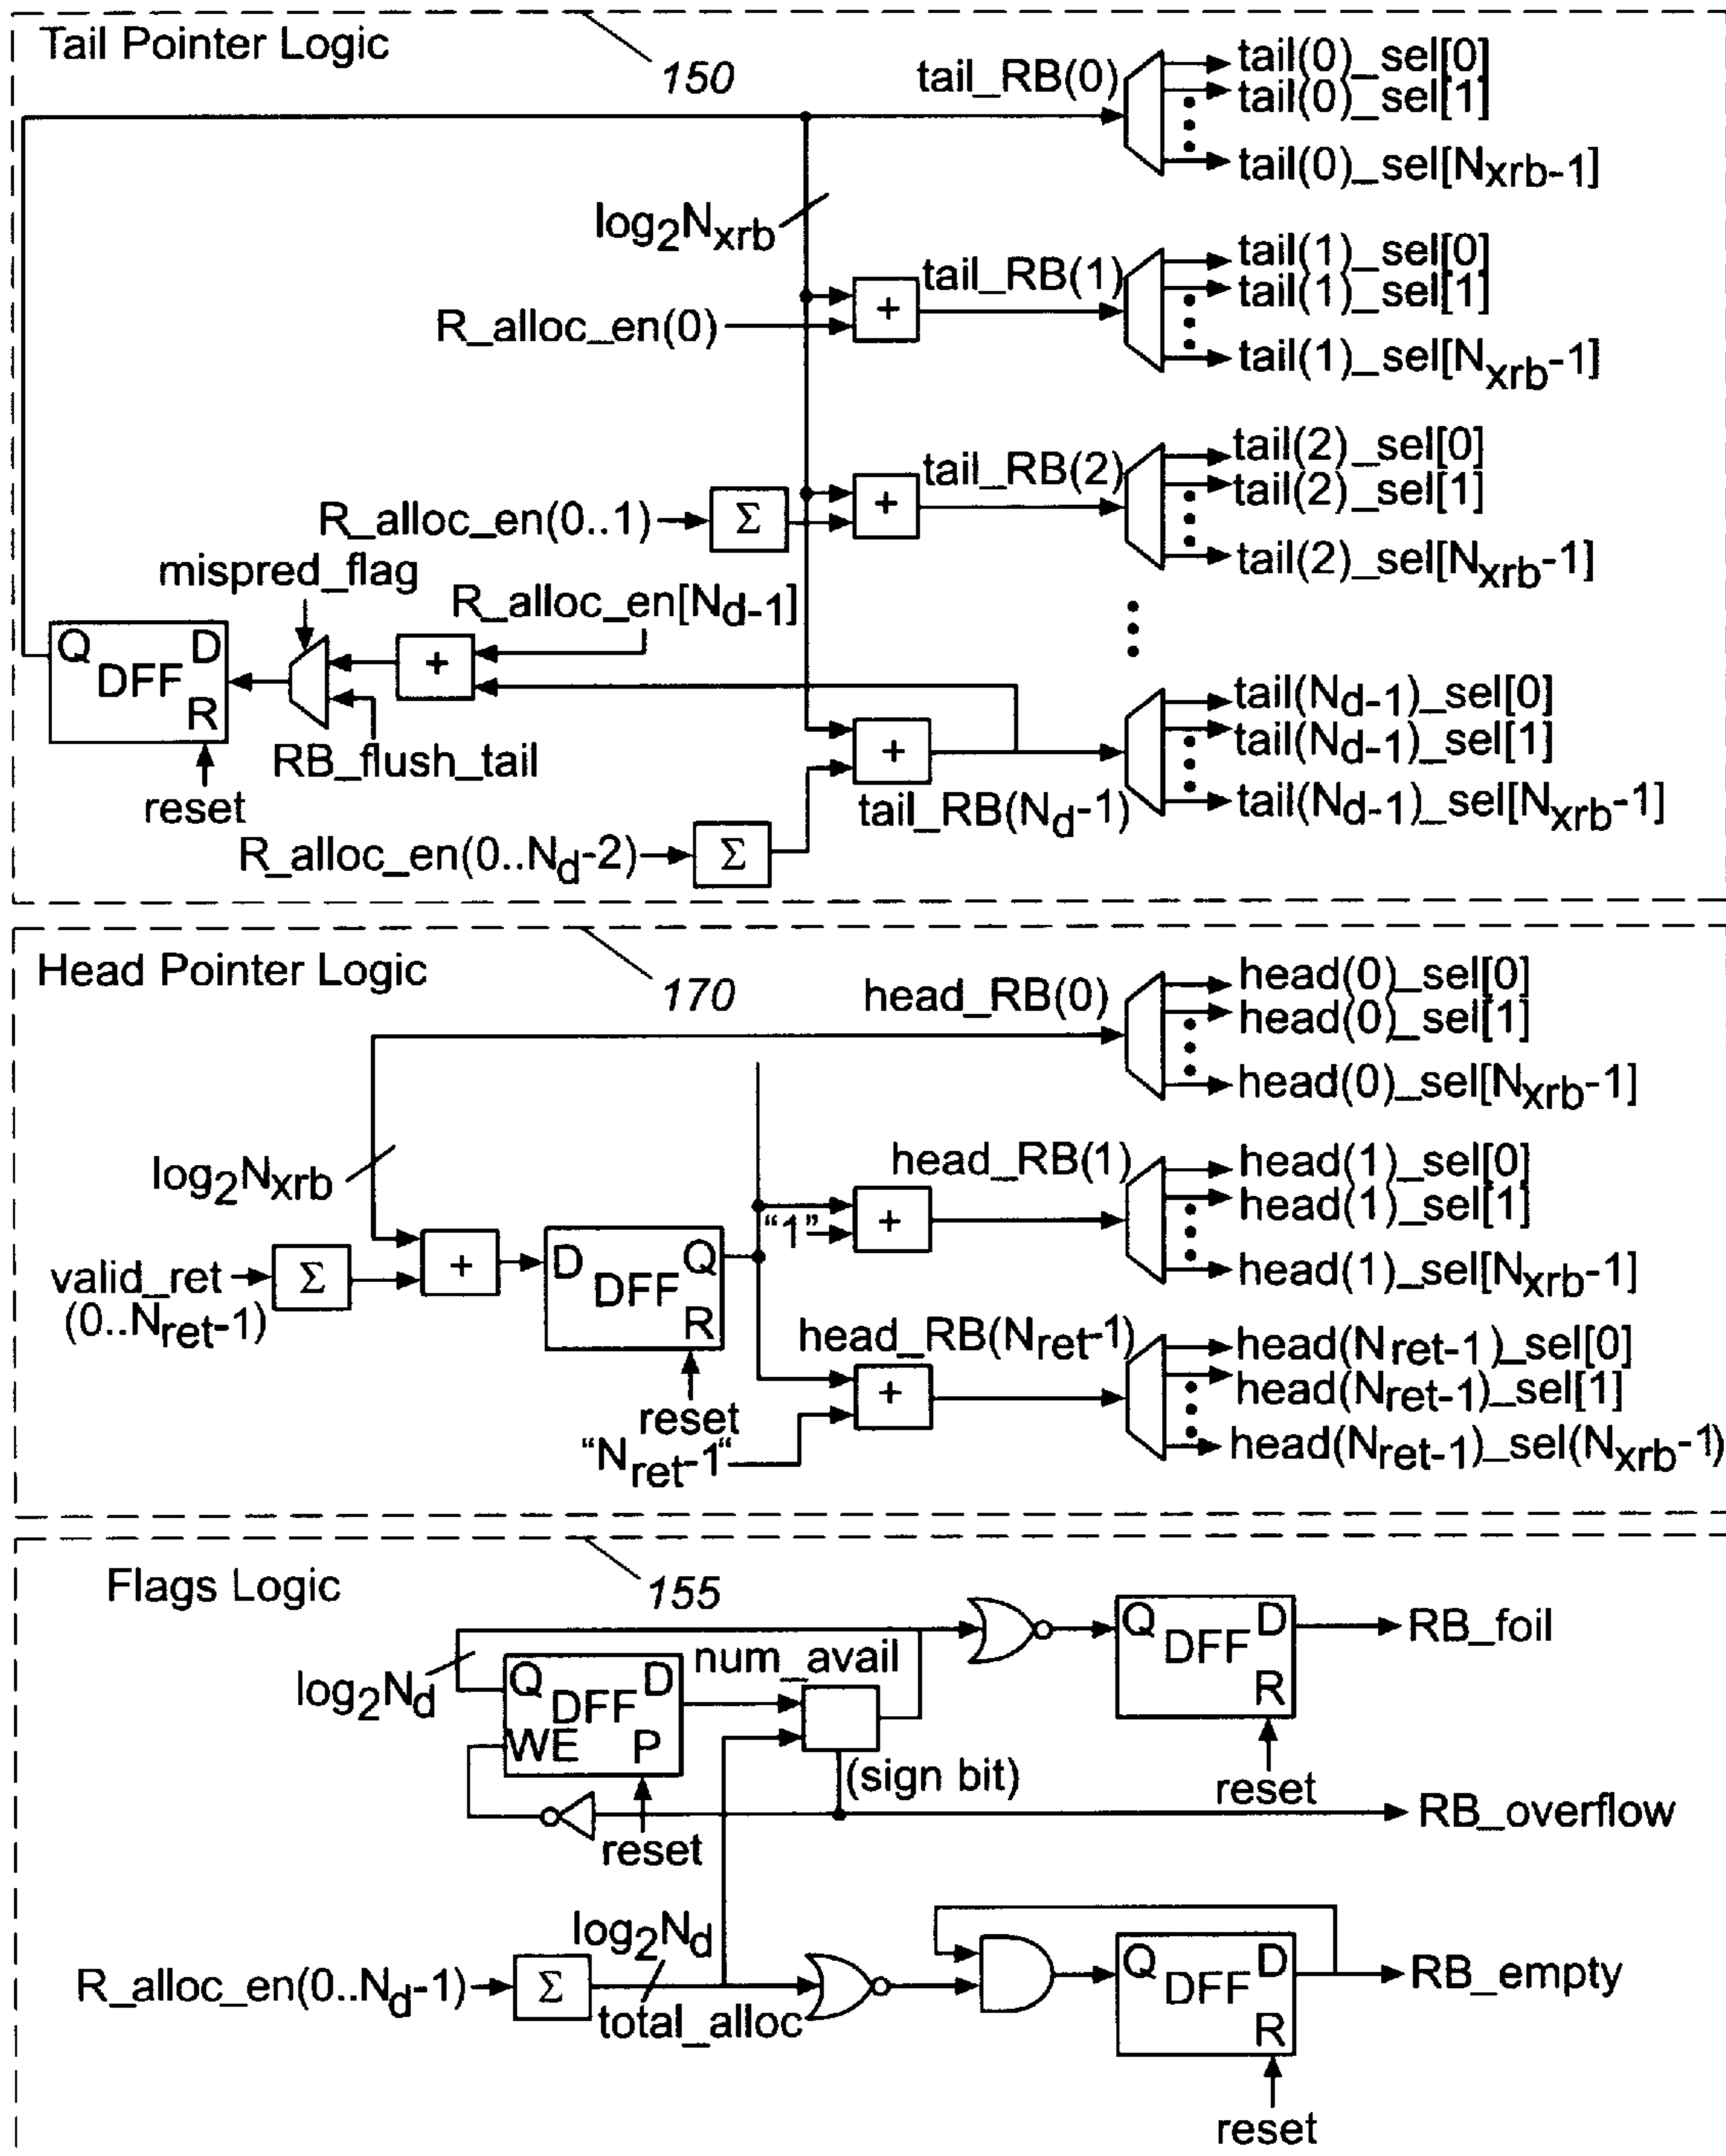 Tail Pointer Logic
150
tail_RB(0)
tail(0)_sel[0]
tail(0)_sel[1]
tail(0)_sel[Nxrb-1]
log2Nxrb
tail_RB(1)
tail(1)_sel[0]
tail(1)_sel[1]
tail(1)_sel[Nxrb-1]
R_alloc_en(0)
+
tail_RB(2)
tail(2)_sel[0]
tail(2)_sel[1]
tail(2)_sel[Nxrb-1]
R_alloc_en(0..1)
Σ
+
mispred_flag
R_alloc_en[Nd-1]
Q D
DFF
R
+
RB_flush_tail
reset
+
tail_RB(Nd-1)
tail(Nd-1)_sel[0]
tail(Nd-1)_sel[1]
tail(Nd-1)_sel[Nxrb-1]
R_alloc_en(0..Nd-2)
Σ
Head Pointer Logic
170
head_RB(0)
head(0)_sel[0]
head(0)_sel[1]
head(0)_sel[Nxrb-1]
log2Nxrb
head_RB(1)
head(1)_sel[0]
head(1)_sel[1]
head(1)_sel[Nxrb-1]
“1”
+
valid_ret
(0..Nret-1)
Σ
+
D Q
DFF
R
reset
head_RB(Nret-1)
head(Nret-1)_sel[0]
head(Nret-1)_sel[1]
head(Nret-1)_sel(Nxrb-1)
+
“Nret-1“
Flags Logic
155
log2Nd
num_avail
Q D
DFF
WE P
reset
(sign bit)
Q D
DFF
R
reset
RB_foil
RB_overflow
R_alloc_en(0..Nd-1)
Σ
log2Nd
total_alloc
Q D
DFF
R
reset
RB_empty